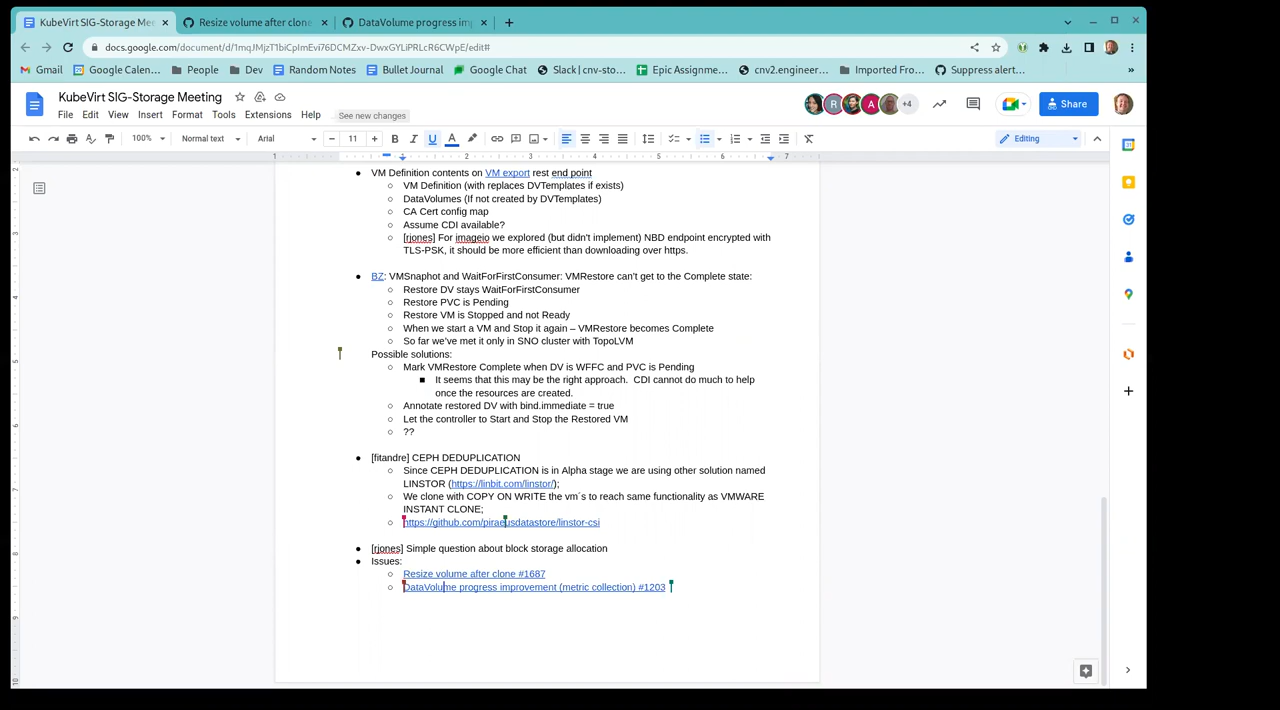 KubeVirt SIG-Storage Mee
Resize volume after clone
DataVolume progress im
docs.google.com/document/d/1mqJMjzT1biCpImEvi76DCMZxv-DwxGYLiPRLcR6CWpE/edit#
Gmail
Google Calen…
People
Dev
Random Notes
Bullet Journal
Google Chat
Slack | cnv-sto…
Epic Assignme…
cnv2.engineer…
Imported Fro…
Suppress alert…
»
KubeVirt SIG-Storage Meeting
File Edit View Insert Format Tools Extensions Help
See new changes
R
A
+4
Share
100%
Normal text
Arial
11
Editing
1 1 2 3 4 5 6 7
VM Definition contents on VM export rest end point
VM Definition (with replaces DVTemplates if exists)
DataVolumes (If not created by DVTemplates)
CA Cert config map
Assume CDI available?
[rjones] For imageio we explored (but didn't implement) NBD endpoint encrypted with
TLS-PSK, it should be more efficient than downloading over https.
BZ: VMSnaphot and WaitForFirstConsumer: VMRestore can't get to the Complete state:
Restore DV stays WaitForFirstConsumer
Restore PVC is Pending
Restore VM is Stopped and not Ready
When we start a VM and Stop it again – VMRestore becomes Complete
So far we've met it only in SNO cluster with TopoLVM
Possible solutions:
Mark VMRestore Complete when DV is WFFC and PVC is Pending
It seems that this may be the right approach. CDI cannot do much to help
once the resources are created.
Annotate restored DV with bind.immediate = true
Let the controller to Start and Stop the Restored VM
??
[fitandre] CEPH DEDUPLICATION
Since CEPH DEDUPLICATION is in Alpha stage we are using other solution named
LINSTOR (https://linbit.com/linstor/);
We clone with COPY ON WRITE the vm´s to reach same functionality as VMWARE
INSTANT CLONE;
https://github.com/piraeusdatastore/linstor-csi
[rjones] Simple question about block storage allocation
Issues:
Resize volume after clone #1687
DataVolume progress improvement (metric collection) #1203